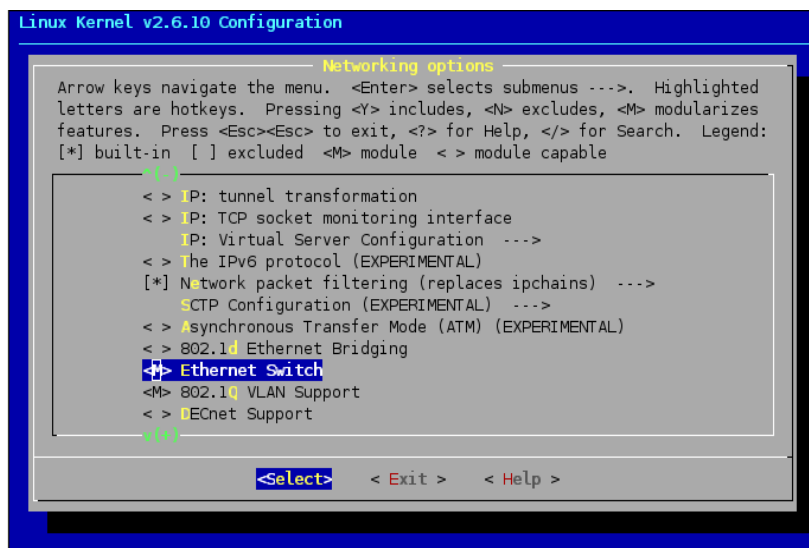 Linux Kernel v2.6.10 Configuration
Networking options
Arrow keys navigate the menu.  <Enter> selects submenus --->.  Highlighted
letters are hotkeys.  Pressing <Y> includes, <N> excludes, <M> modularizes
features.  Press <Esc><Esc> to exit, <?> for Help, </> for Search.  Legend:
[*] built-in  [ ] excluded  <M> module  < > module capable
^(-)
< > IP: tunnel transformation
< > IP: TCP socket monitoring interface
IP: Virtual Server Configuration  --->
< > The IPv6 protocol (EXPERIMENTAL)
[*] Network packet filtering (replaces ipchains)  --->
SCTP Configuration (EXPERIMENTAL)  --->
< > Asynchronous Transfer Mode (ATM) (EXPERIMENTAL)
< > 802.1d Ethernet Bridging
<M> Ethernet Switch
<M> 802.1Q VLAN Support
< > DECnet Support
v(+)
<Select>    < Exit >    < Help >